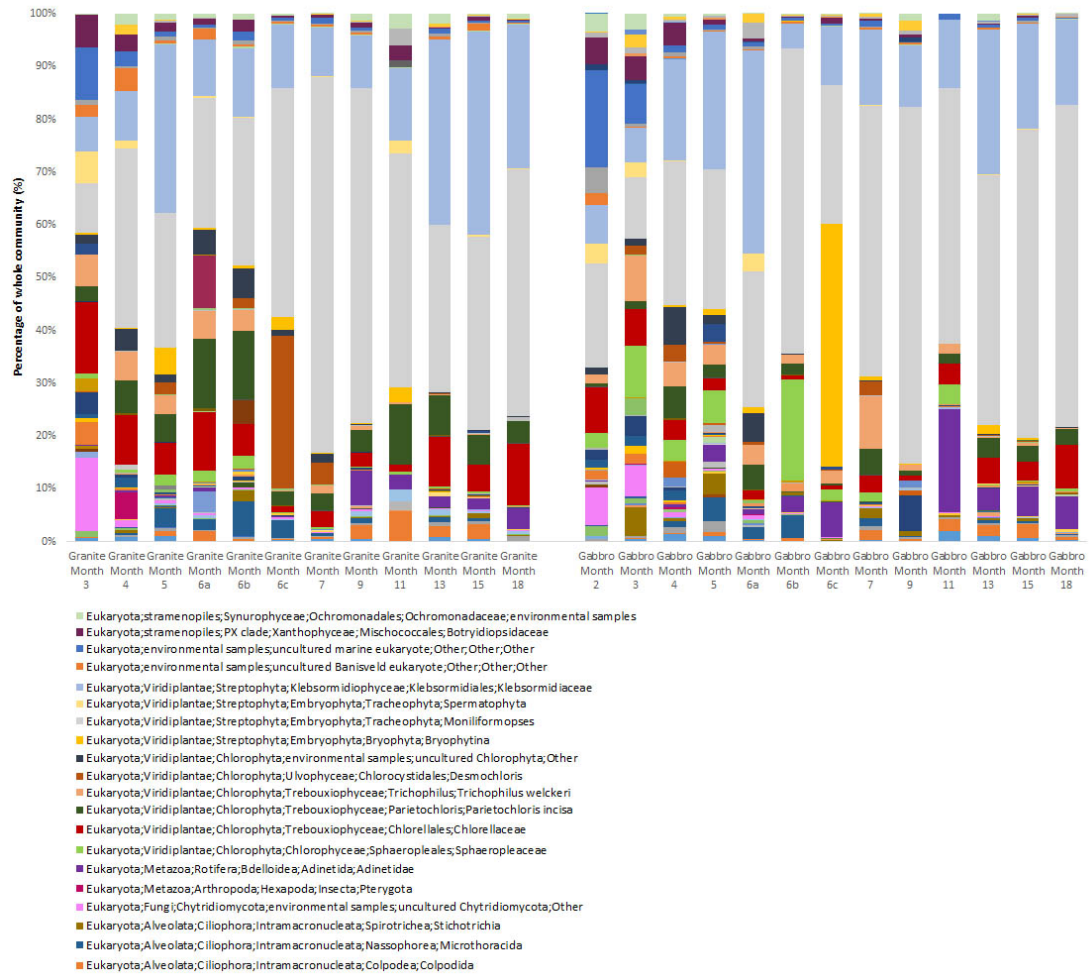 100%
90%
80%
70%
60%
50%
40%
30%
20%
10%
0%
Percentage of whole community (%)
Granite Granite Granite Granite Granite Granite Granite Granite Granite Granite Granite Granite
Month Month Month Month Month Month Month Month Month Month Month Month
3 4 5 6a 6b 6c 7 9 11 13 15 18
Gabbro Gabbro Gabbro Gabbro Gabbro Gabbro Gabbro Gabbro Gabbro Gabbro Gabbro Gabbro Gabbro
Month Month Month Month Month Month Month Month Month Month Month Month Month
2 3 4 5 6a 6b 6c 7 9 11 13 15 18
Eukaryota;stramenopiles;Synurophyceae;Ochromonadales;Ochromonadaceae;environmental samples
Eukaryota;stramenopiles;PX clade;Xanthophyceae;Mischococcales;Botryidiopsidaceae
Eukaryota;environmental samples;uncultured marine eukaryote;Other;Other;Other
Eukaryota;environmental samples;uncultured Banisveld eukaryote;Other;Other;Other
Eukaryota;Viridiplantae;Streptophyta;Klebsormidiophyceae;Klebsormidiales;Klebsormidiaceae
Eukaryota;Viridiplantae;Streptophyta;Embryophyta;Tracheophyta;Spermatophyta
Eukaryota;Viridiplantae;Streptophyta;Embryophyta;Tracheophyta;Moniliformopses
Eukaryota;Viridiplantae;Streptophyta;Embryophyta;Bryophyta;Bryophytina
Eukaryota;Viridiplantae;Chlorophyta;environmental samples;uncultured Chlorophyta;Other
Eukaryota;Viridiplantae;Chlorophyta;Ulvophyceae;Chlorocystidales;Desmochloris
Eukaryota;Viridiplantae;Chlorophyta;Trebouxiophyceae;Trichophilus;Trichophilus welckeri
Eukaryota;Viridiplantae;Chlorophyta;Trebouxiophyceae;Parietochloris;Parietochloris incisa
Eukaryota;Viridiplantae;Chlorophyta;Trebouxiophyceae;Chlorellales;Chlorellaceae
Eukaryota;Viridiplantae;Chlorophyta;Chlorophyceae;Sphaeropleales;Sphaeropleaceae
Eukaryota;Metazoa;Rotifera;Bdelloidea;Adinetida;Adinetidae
Eukaryota;Metazoa;Arthropoda;Hexapoda;Insecta;Pterygota
Eukaryota;Fungi;Chytridiomycota;environmental samples;uncultured Chytridiomycota;Other
Eukaryota;Alveolata;Ciliophora;Intramacronucleata;Spirotrichea;Stichotrichia
Eukaryota;Alveolata;Ciliophora;Intramacronucleata;Nassophorea;Microthoracida
Eukaryota;Alveolata;Ciliophora;Intramacronucleata;Colpodea;Colpodida